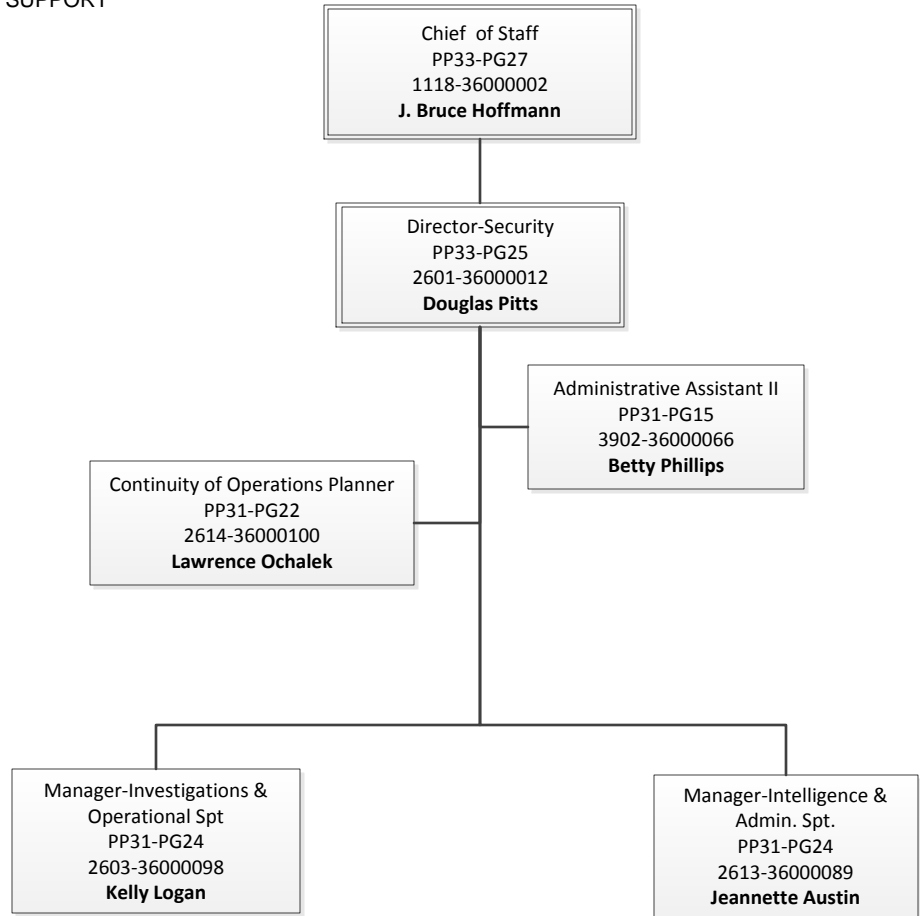 SUPPORT
Chief of Staff
PP33-PG27
1118-36000002
J. Bruce Hoffmann
Director-Security
PP33-PG25
2601-36000012
Douglas Pitts
Administrative Assistant II
PP31-PG15
3902-36000066
Betty Phillips
Continuity of Operations Planner
PP31-PG22
2614-36000100
Lawrence Ochalek
Manager-Investigations &
Operational Spt
PP31-PG24
2603-36000098
Kelly Logan
Manager-Intelligence &
Admin. Spt.
PP31-PG24
2613-36000089
Jeannette Austin